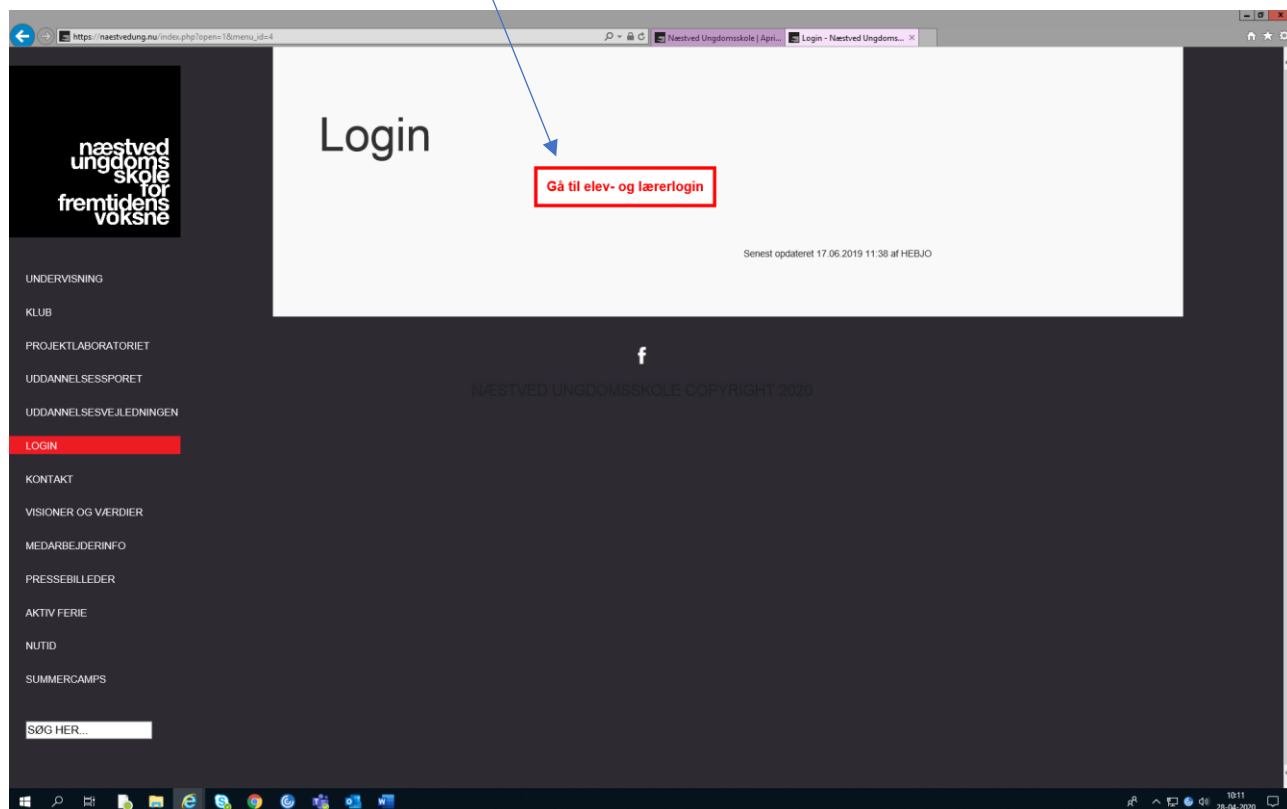 https://naestvedung.nu/index.php?open=1&menu_id=4
Næstved Ungdomsskole | Apri...
Login - Næstved Ungdoms...
næstved
ungdoms
skole
for
fremtidens
voksne
UNDERVISNING
KLUB
PROJEKTLABORATORIET
UDDANNELSESSPORET
UDDANNELSESVEJLEDNINGEN
LOGIN
KONTAKT
VISIONER OG VÆRDIER
MEDARBEJDERINFO
PRESSEBILLEDER
AKTIV FERIE
NUTID
SUMMERCAMPS
SØG HER...
Login
Gå til elev- og lærerlogin
Senest opdateret 17.06.2019 11:38 af HEBJO
NÆSTVED UNGDOMSSKOLE COPYRIGHT 2020
10:11
28-04-2020